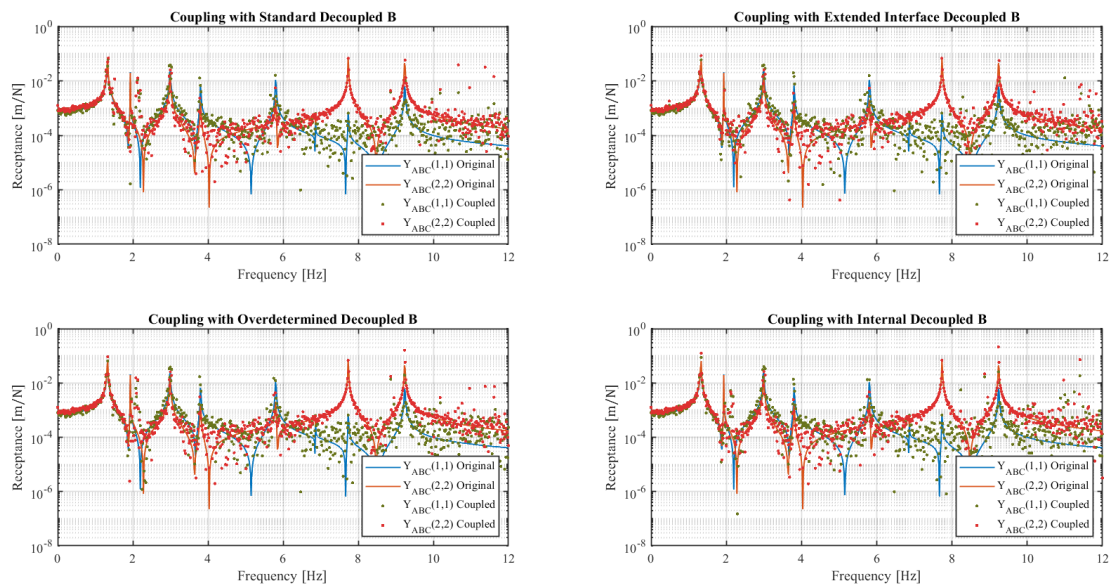 Coupling with Standard Decoupled B
Receptance [m/N]
10^0
10^-2
10^-4
10^-6
10^-8
Y_ABC(1,1) Original
Y_ABC(2,2) Original
Y_ABC(1,1) Coupled
Y_ABC(2,2) Coupled
0 2 4 6 8 10 12
Frequency [Hz]
Coupling with Extended Interface Decoupled B
Receptance [m/N]
10^0
10^-2
10^-4
10^-6
10^-8
Y_ABC(1,1) Original
Y_ABC(2,2) Original
Y_ABC(1,1) Coupled
Y_ABC(2,2) Coupled
0 2 4 6 8 10 12
Frequency [Hz]
Coupling with Overdetermined Decoupled B
Receptance [m/N]
10^0
10^-2
10^-4
10^-6
10^-8
Y_ABC(1,1) Original
Y_ABC(2,2) Original
Y_ABC(1,1) Coupled
Y_ABC(2,2) Coupled
0 2 4 6 8 10 12
Frequency [Hz]
Coupling with Internal Decoupled B
Receptance [m/N]
10^0
10^-2
10^-4
10^-6
10^-8
Y_ABC(1,1) Original
Y_ABC(2,2) Original
Y_ABC(1,1) Coupled
Y_ABC(2,2) Coupled
0 2 4 6 8 10 12
Frequency [Hz]